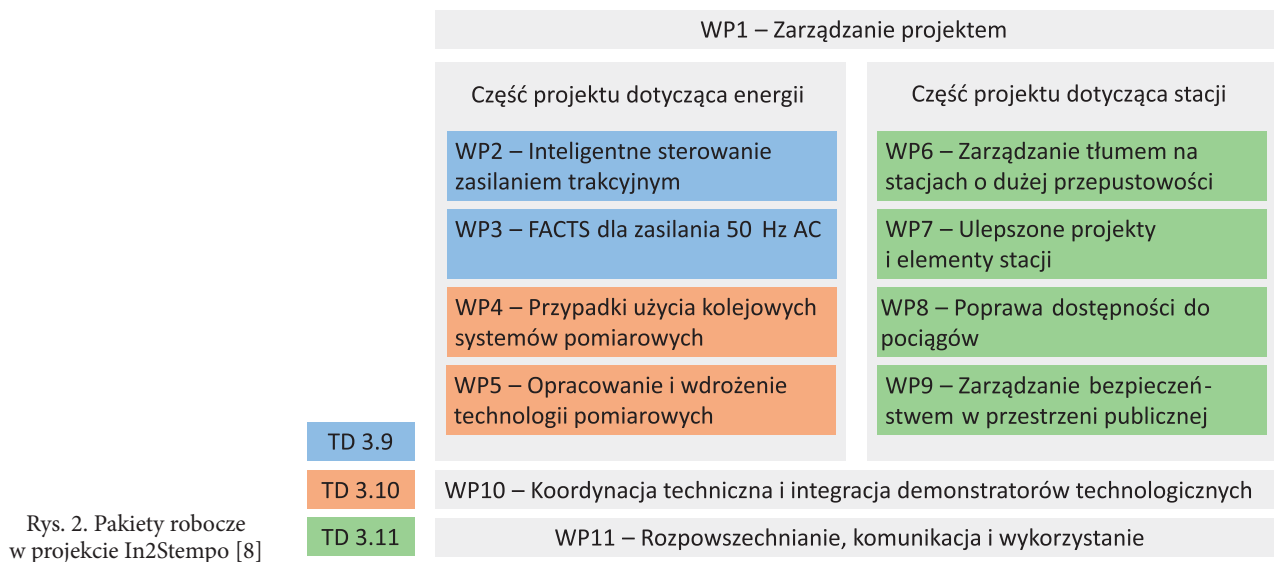 WP1 – Zarządzanie projektem
Część projektu dotycząca energii
WP2 – Inteligentne sterowanie
zasilaniem trakcyjnym
WP3 – FACTS dla zasilania 50 Hz AC
WP4 – Przypadki użycia kolejowych
systemów pomiarowych
WP5 – Opracowanie i wdrożenie
technologii pomiarowych
Część projektu dotycząca stacji
WP6 – Zarządzanie tłumem na
stacjach o dużej przepustowości
WP7 – Ulepszone projekty
i elementy stacji
WP8 – Poprawa dostępności do
pociągów
WP9 – Zarządzanie bezpieczeń-
stwem w przestrzeni publicznej
TD 3.9
TD 3.10
TD 3.11
WP10 – Koordynacja techniczna i integracja demonstratorów technologicznych
WP11 – Rozpowszechnianie, komunikacja i wykorzystanie
Rys. 2. Pakiety robocze
w projekcie In2Stempo [8]